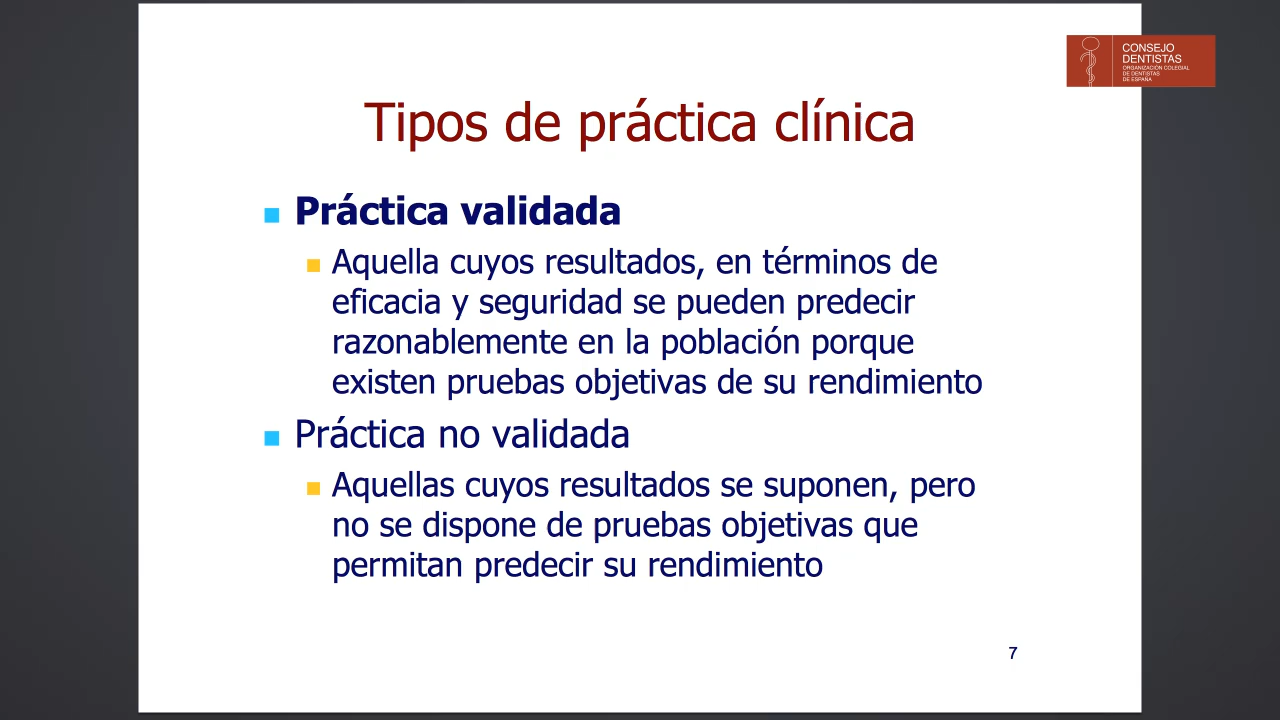 CONSEJO
DENTISTAS
ORGANIZACIÓN COLEGIAL
DE DENTISTAS
DE ESPAÑA
Tipos de práctica clínica
Práctica validada
Aquella cuyos resultados, en términos de
eficacia y seguridad se pueden predecir
razonablemente en la población porque
existen pruebas objetivas de su rendimiento
Práctica no validada
Aquellas cuyos resultados se suponen, pero
no se dispone de pruebas objetivas que
permitan predecir su rendimiento
7